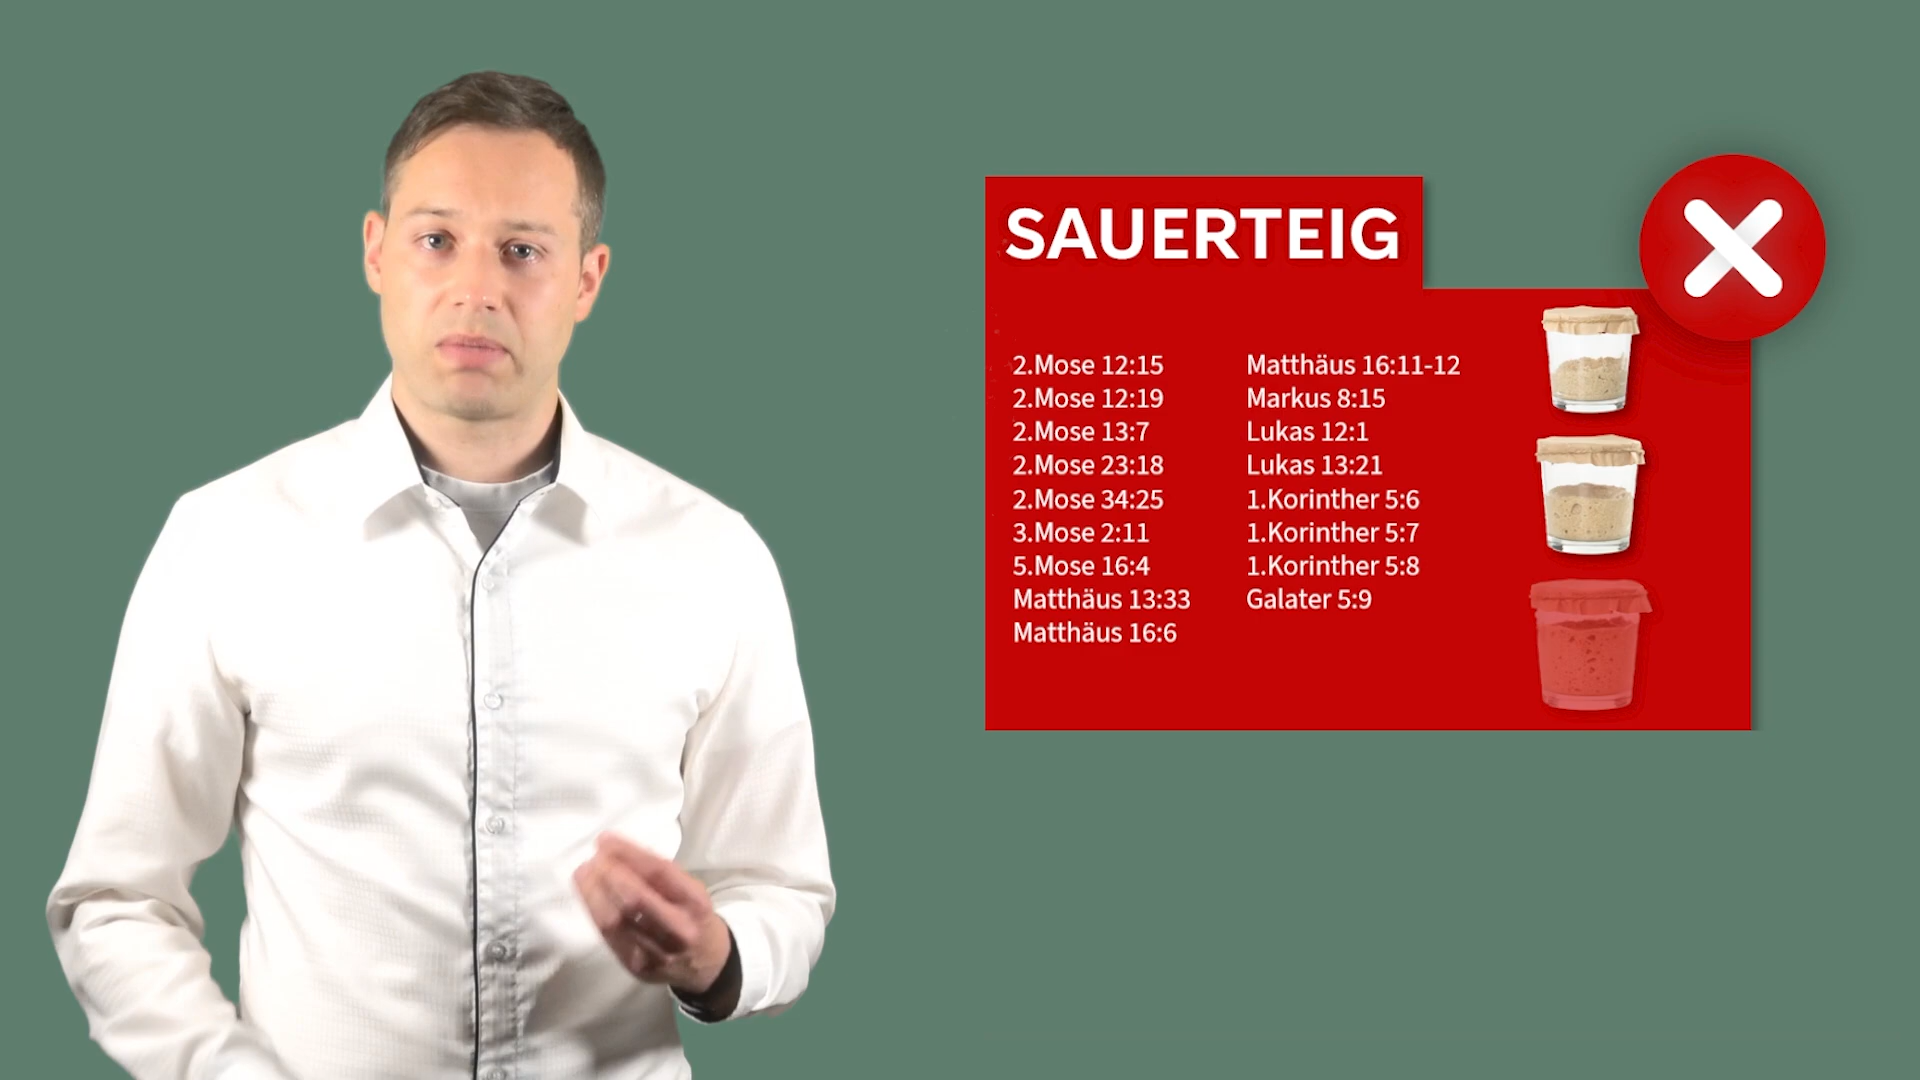 SAUERTEIG
2.Mose 12:15
2.Mose 12:19
2.Mose 13:7
2.Mose 23:18
2.Mose 34:25
3.Mose 2:11
5.Mose 16:4
Matthäus 13:33
Matthäus 16:6
Matthäus 16:11-12
Markus 8:15
Lukas 12:1
Lukas 13:21
1.Korinther 5:6
1.Korinther 5:7
1.Korinther 5:8
Galater 5:9